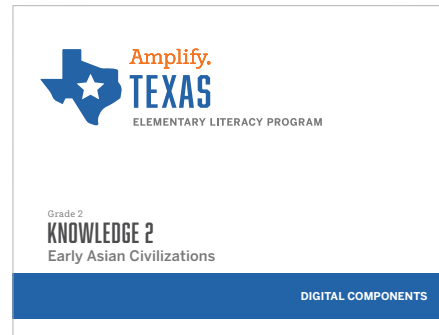 Amplify.
TEXAS
ELEMENTARY LITERACY PROGRAM
Grade 2
KNOWLEDGE 2
Early Asian Civilizations
DIGITAL COMPONENTS